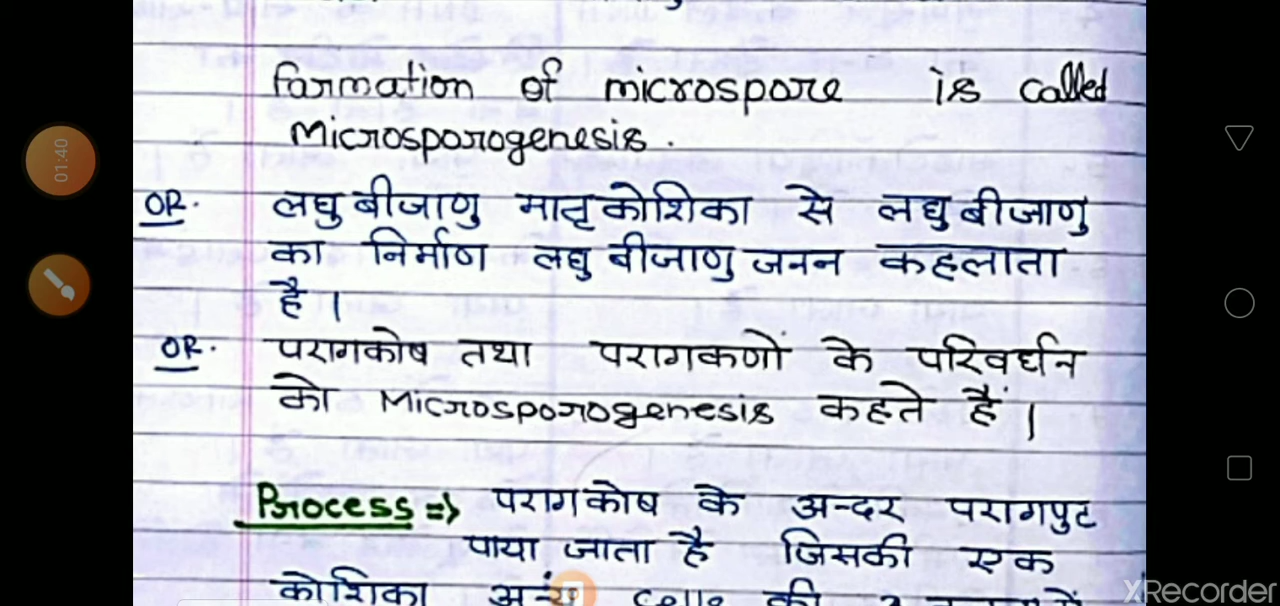 formation of microspore is called
Microsporogenesis.
OR. लघु बीजाणु मातृ कोशिका से लघु बीजाणु
का निर्माण लघु बीजाणु जनन कहलाता
है।
OR. परागकोष तथा परागकणों के परिवर्धन
को Microsporogenesis कहते हैं।
Process => परागकोष के अन्दर परागपुट
पाया जाता है जिसकी एक
कोशिका cells की
01:40
XRecorder